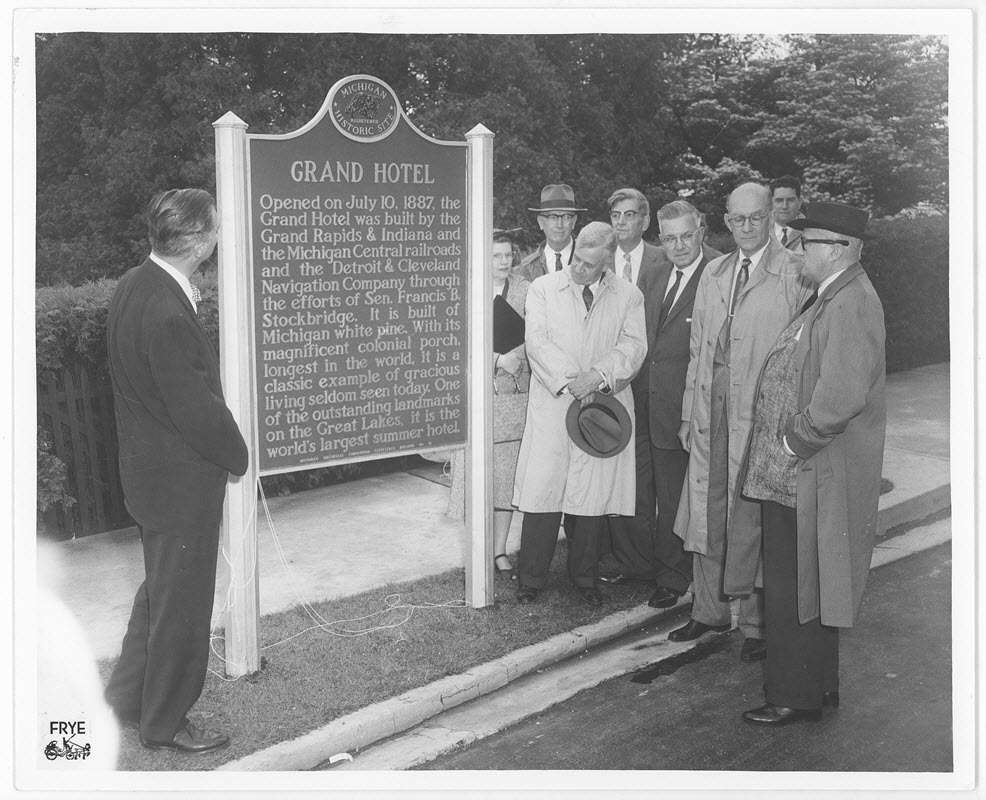 MICHIGAN
REGISTERED
HISTORIC SITE
GRAND HOTEL
Opened on July 10, 1887, the
Grand Hotel was built by the
Grand Rapids & Indiana and
the Michigan Central railroads
and the Detroit & Cleveland
Navigation Company through
the efforts of Sen. Francis B.
Stockbridge. It is built of
Michigan white pine. With its
magnificent colonial porch,
longest in the world, it is a
classic example of gracious
living seldom seen today. One
of the outstanding landmarks
on the Great Lakes, it is the
world's largest summer hotel.
MICHIGAN HISTORICAL COMMISSION REGISTERED
FRYE